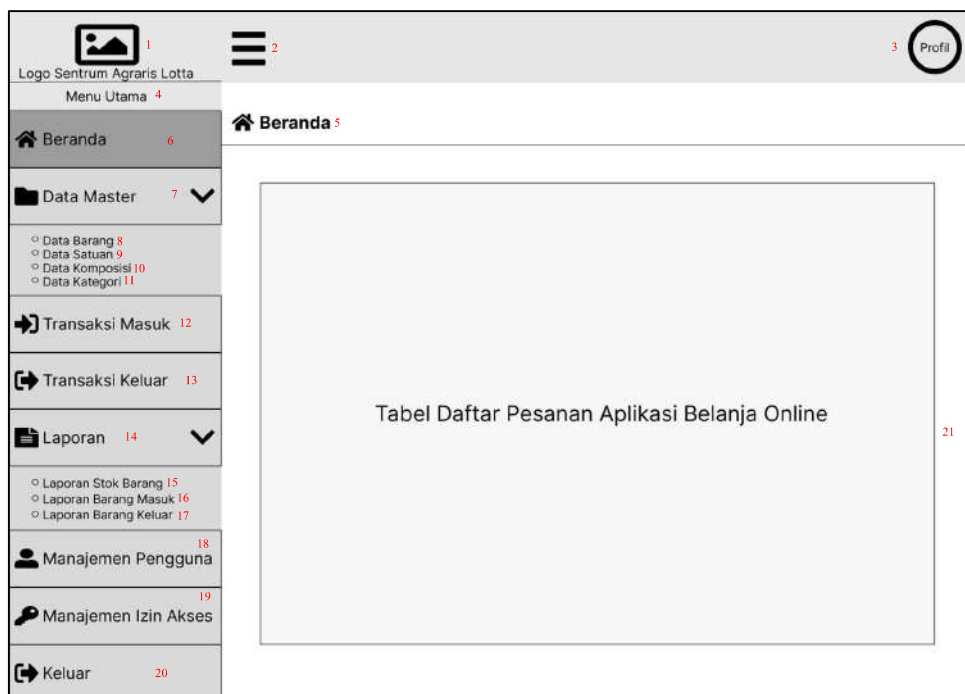 1
Logo Sentrum Agraris Lotta
2
3 Profil
Menu Utama 4
Beranda 5
Beranda 6
Data Master 7
Data Barang 8
Data Satuan 9
Data Komposisi 10
Data Kategori 11
Transaksi Masuk 12
Transaksi Keluar 13
Laporan 14
Laporan Stok Barang 15
Laporan Barang Masuk 16
Laporan Barang Keluar 17
18
Manajemen Pengguna
19
Manajemen Izin Akses
Keluar 20
Tabel Daftar Pesanan Aplikasi Belanja Online
21